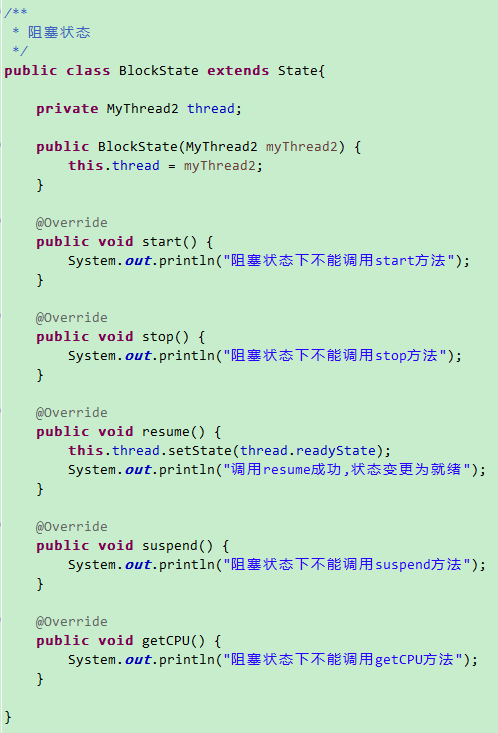 /**
 * 阻塞状态
 */
public class BlockState extends State{
    private MyThread2 thread;
    public BlockState(MyThread2 myThread2) {
        this.thread = myThread2;
    }
    @Override
    public void start() {
        System.out.println("阻塞状态下不能调用start方法");
    }
    @Override
    public void stop() {
        System.out.println("阻塞状态下不能调用stop方法");
    }
    @Override
    public void resume() {
        this.thread.setState(thread.readyState);
        System.out.println("调用resume成功,状态变更为就绪");
    }
    @Override
    public void suspend() {
        System.out.println("阻塞状态下不能调用suspend方法");
    }
    @Override
    public void getCPU() {
        System.out.println("阻塞状态下不能调用getCPU方法");
    }
}